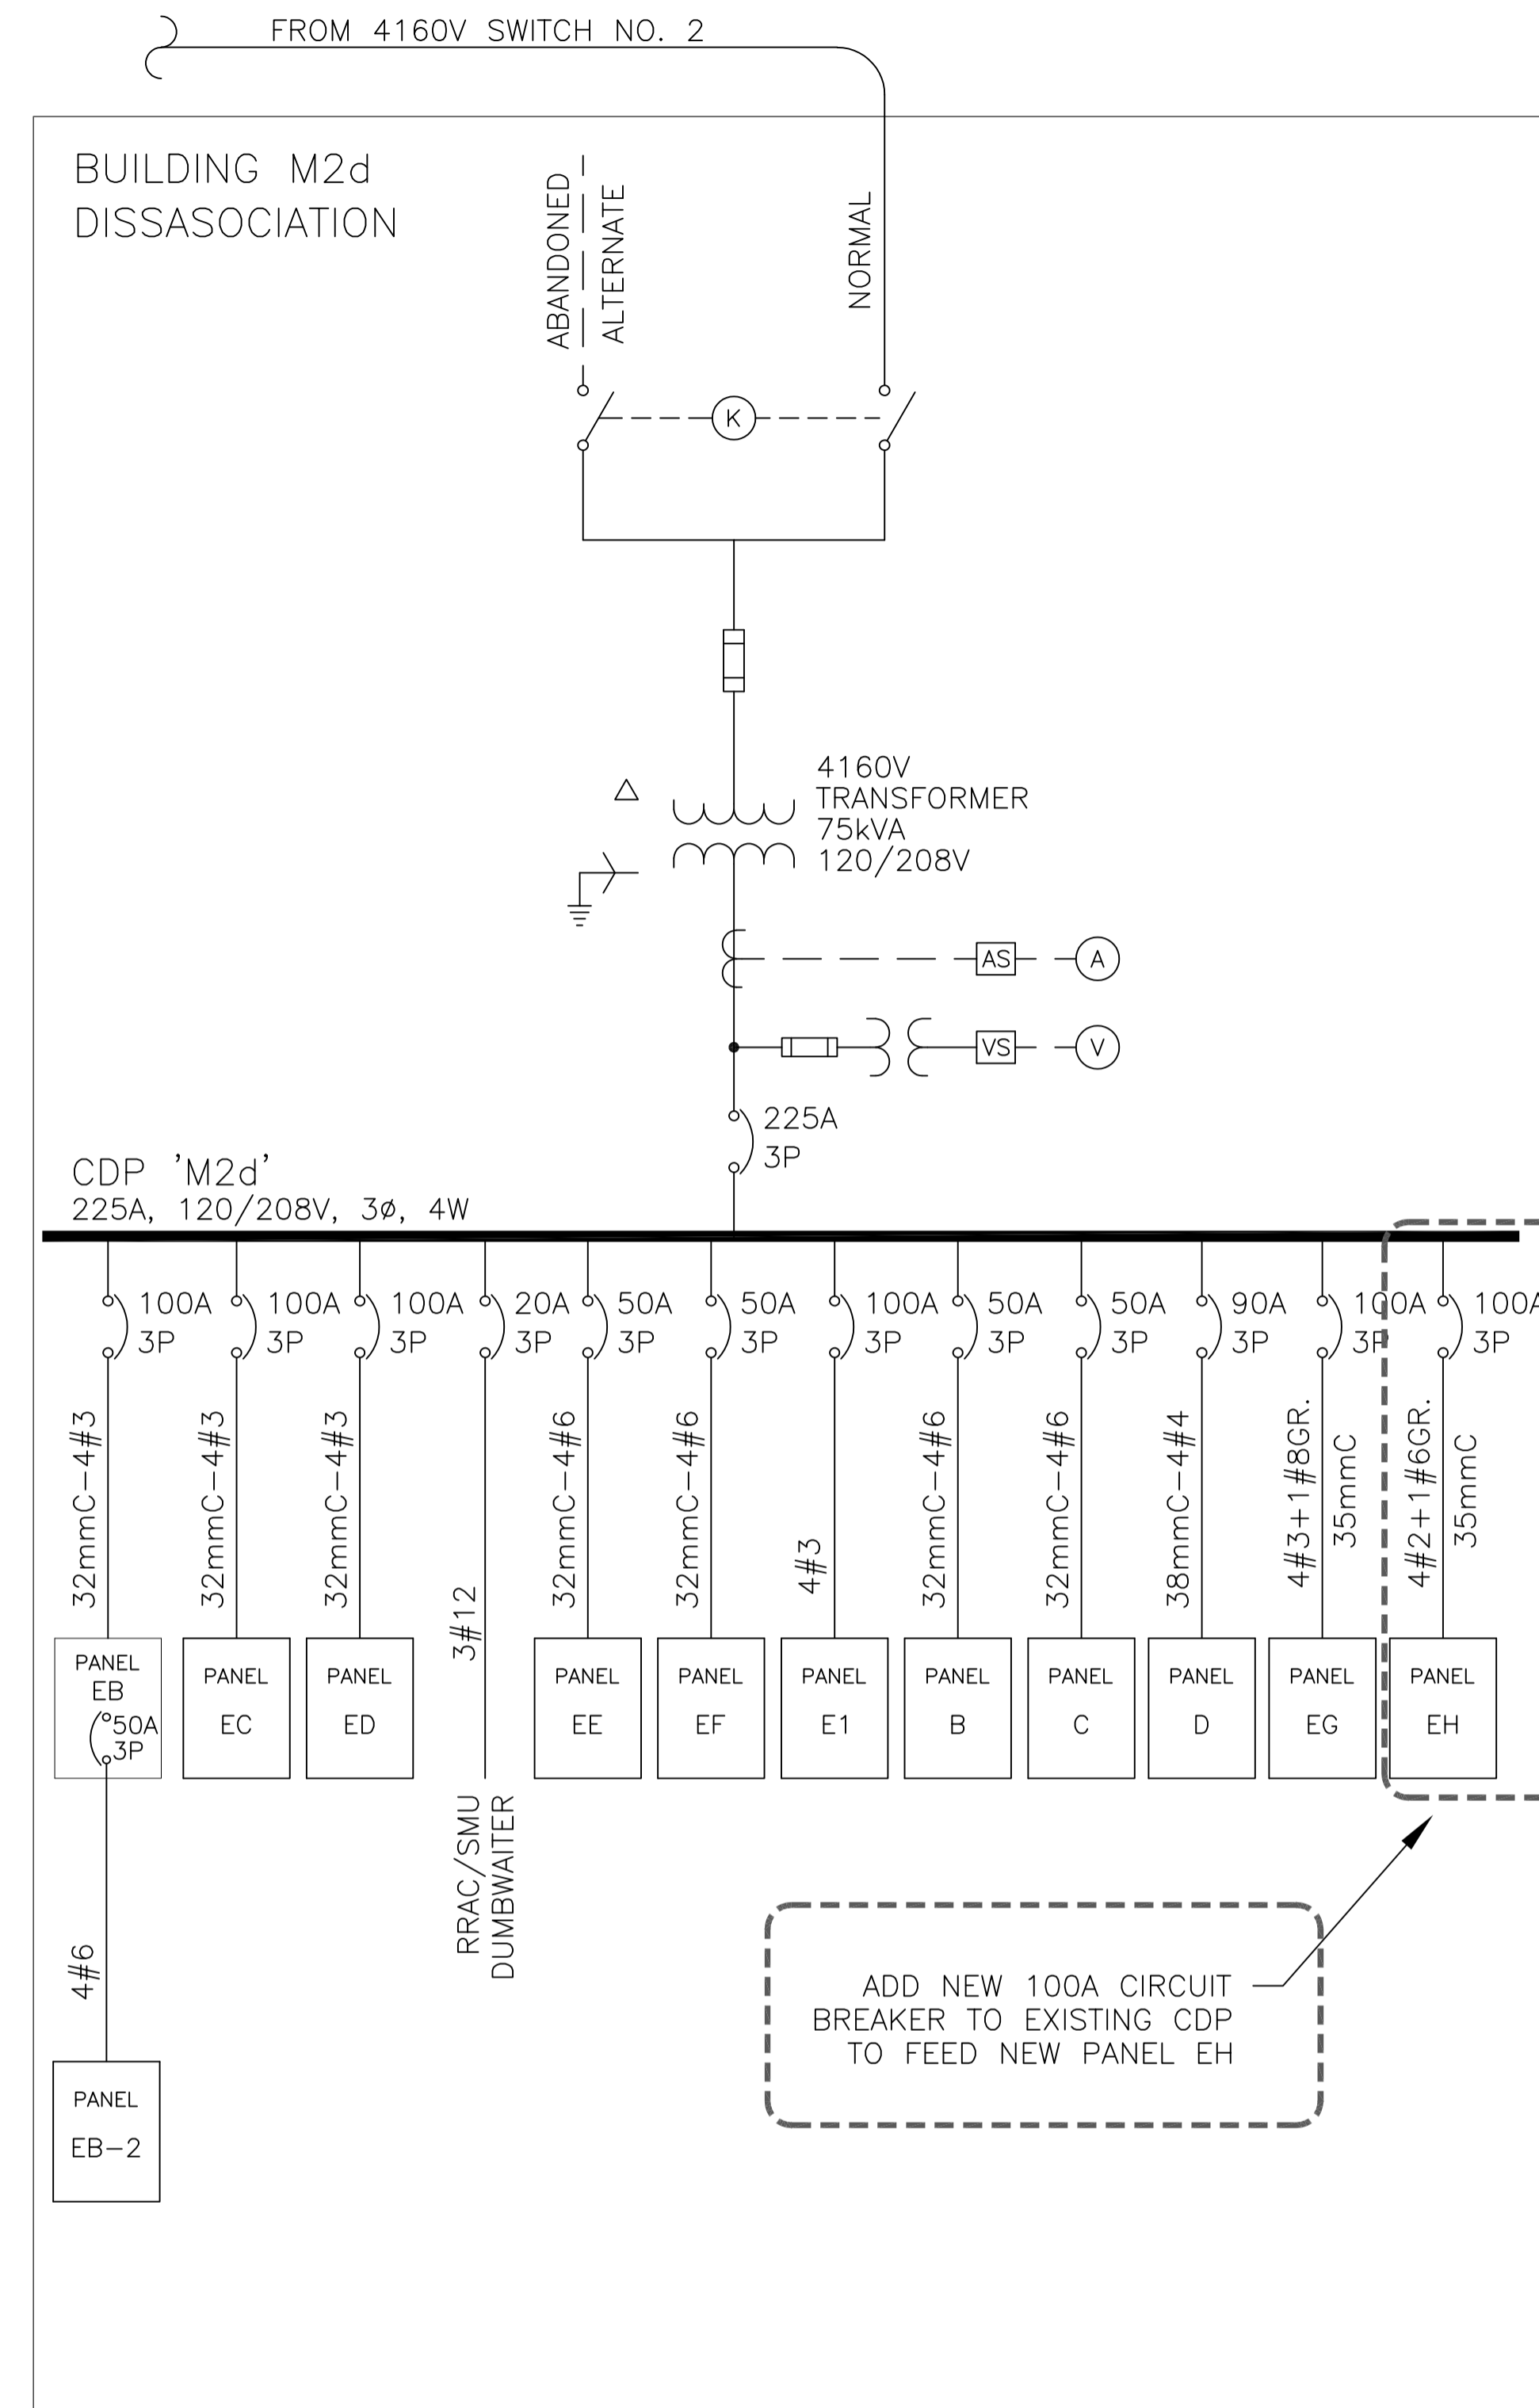 FROM 4160V SWITCH NO. 2
BUILDING M2d
DISSASOCIATION
ABANDONED
ALTERNATE
NORMAL
K
4160V
TRANSFORMER
75kVA
120/208V
AS
A
VS
V
225A
3P
CDP 'M2d'
225A, 120/208V, 3ø, 4W
100A
3P
100A
3P
100A
3P
20A
3P
50A
3P
50A
3P
100A
3P
50A
3P
50A
3P
90A
3P
100A
3P
100A
3P
32mmC-4#3
32mmC-4#3
32mmC-4#3
3#12
32mmC-4#6
32mmC-4#6
4#3
32mmC-4#6
32mmC-4#6
38mmC-4#4
4#3+1#8GR.
35mmC
4#2+1#6GR.
35mmC
PANEL
EB
50A
3P
PANEL
EC
PANEL
ED
RRAC/SMU
DUMBWAITER
PANEL
EE
PANEL
EF
PANEL
E1
PANEL
B
PANEL
C
PANEL
D
PANEL
EG
PANEL
EH
4#6
PANEL
EB-2
ADD NEW 100A CIRCUIT
BREAKER TO EXISTING CDP
TO FEED NEW PANEL EH